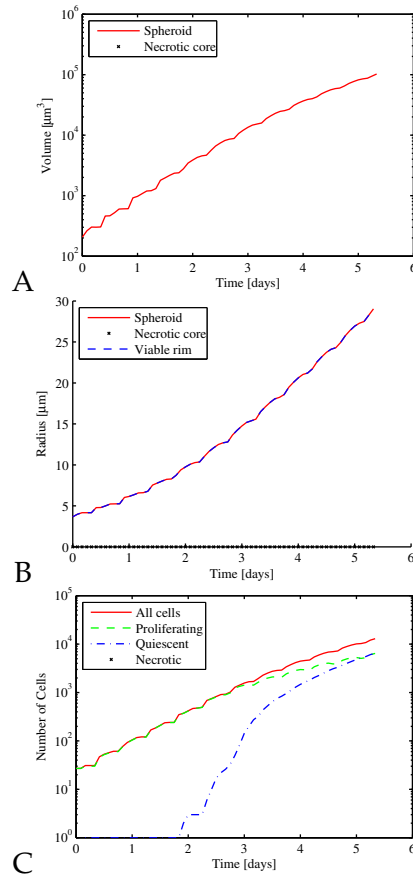 10^6
10^5
10^4
10^3
10^2
Volume [μm^3]
Spheroid
Necrotic core
0 1 2 3 4 5 6
Time [days]
A
30
25
20
15
10
5
0
Radius [μm]
Spheroid
Necrotic core
Viable rim
0 1 2 3 4 5 6
Time [days]
B
10^5
10^4
10^3
10^2
10^1
10^0
Number of Cells
All cells
Proliferating
Quiescent
Necrotic
0 1 2 3 4 5 6
Time [days]
C